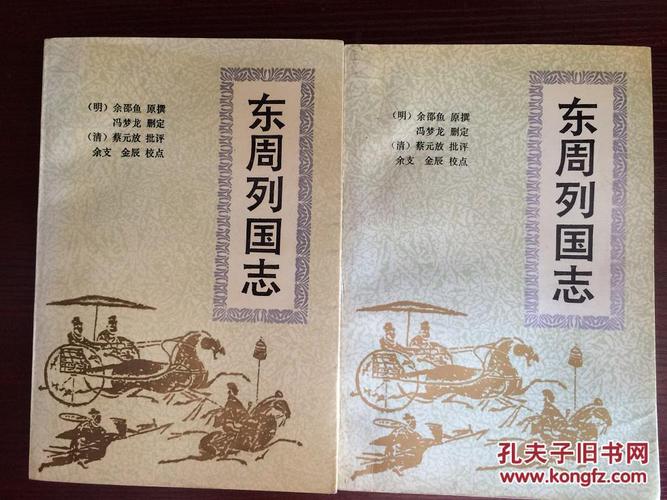 (明) 余邵鱼 原撰
冯梦龙 删定
(清) 蔡元放 批评
余支 金辰 校点
东周列国志
(明) 余邵鱼 原撰
冯梦龙 删定
(清) 蔡元放 批评
余支 金辰 校点
东周列国志
孔夫子旧书网
www.kongfz.com